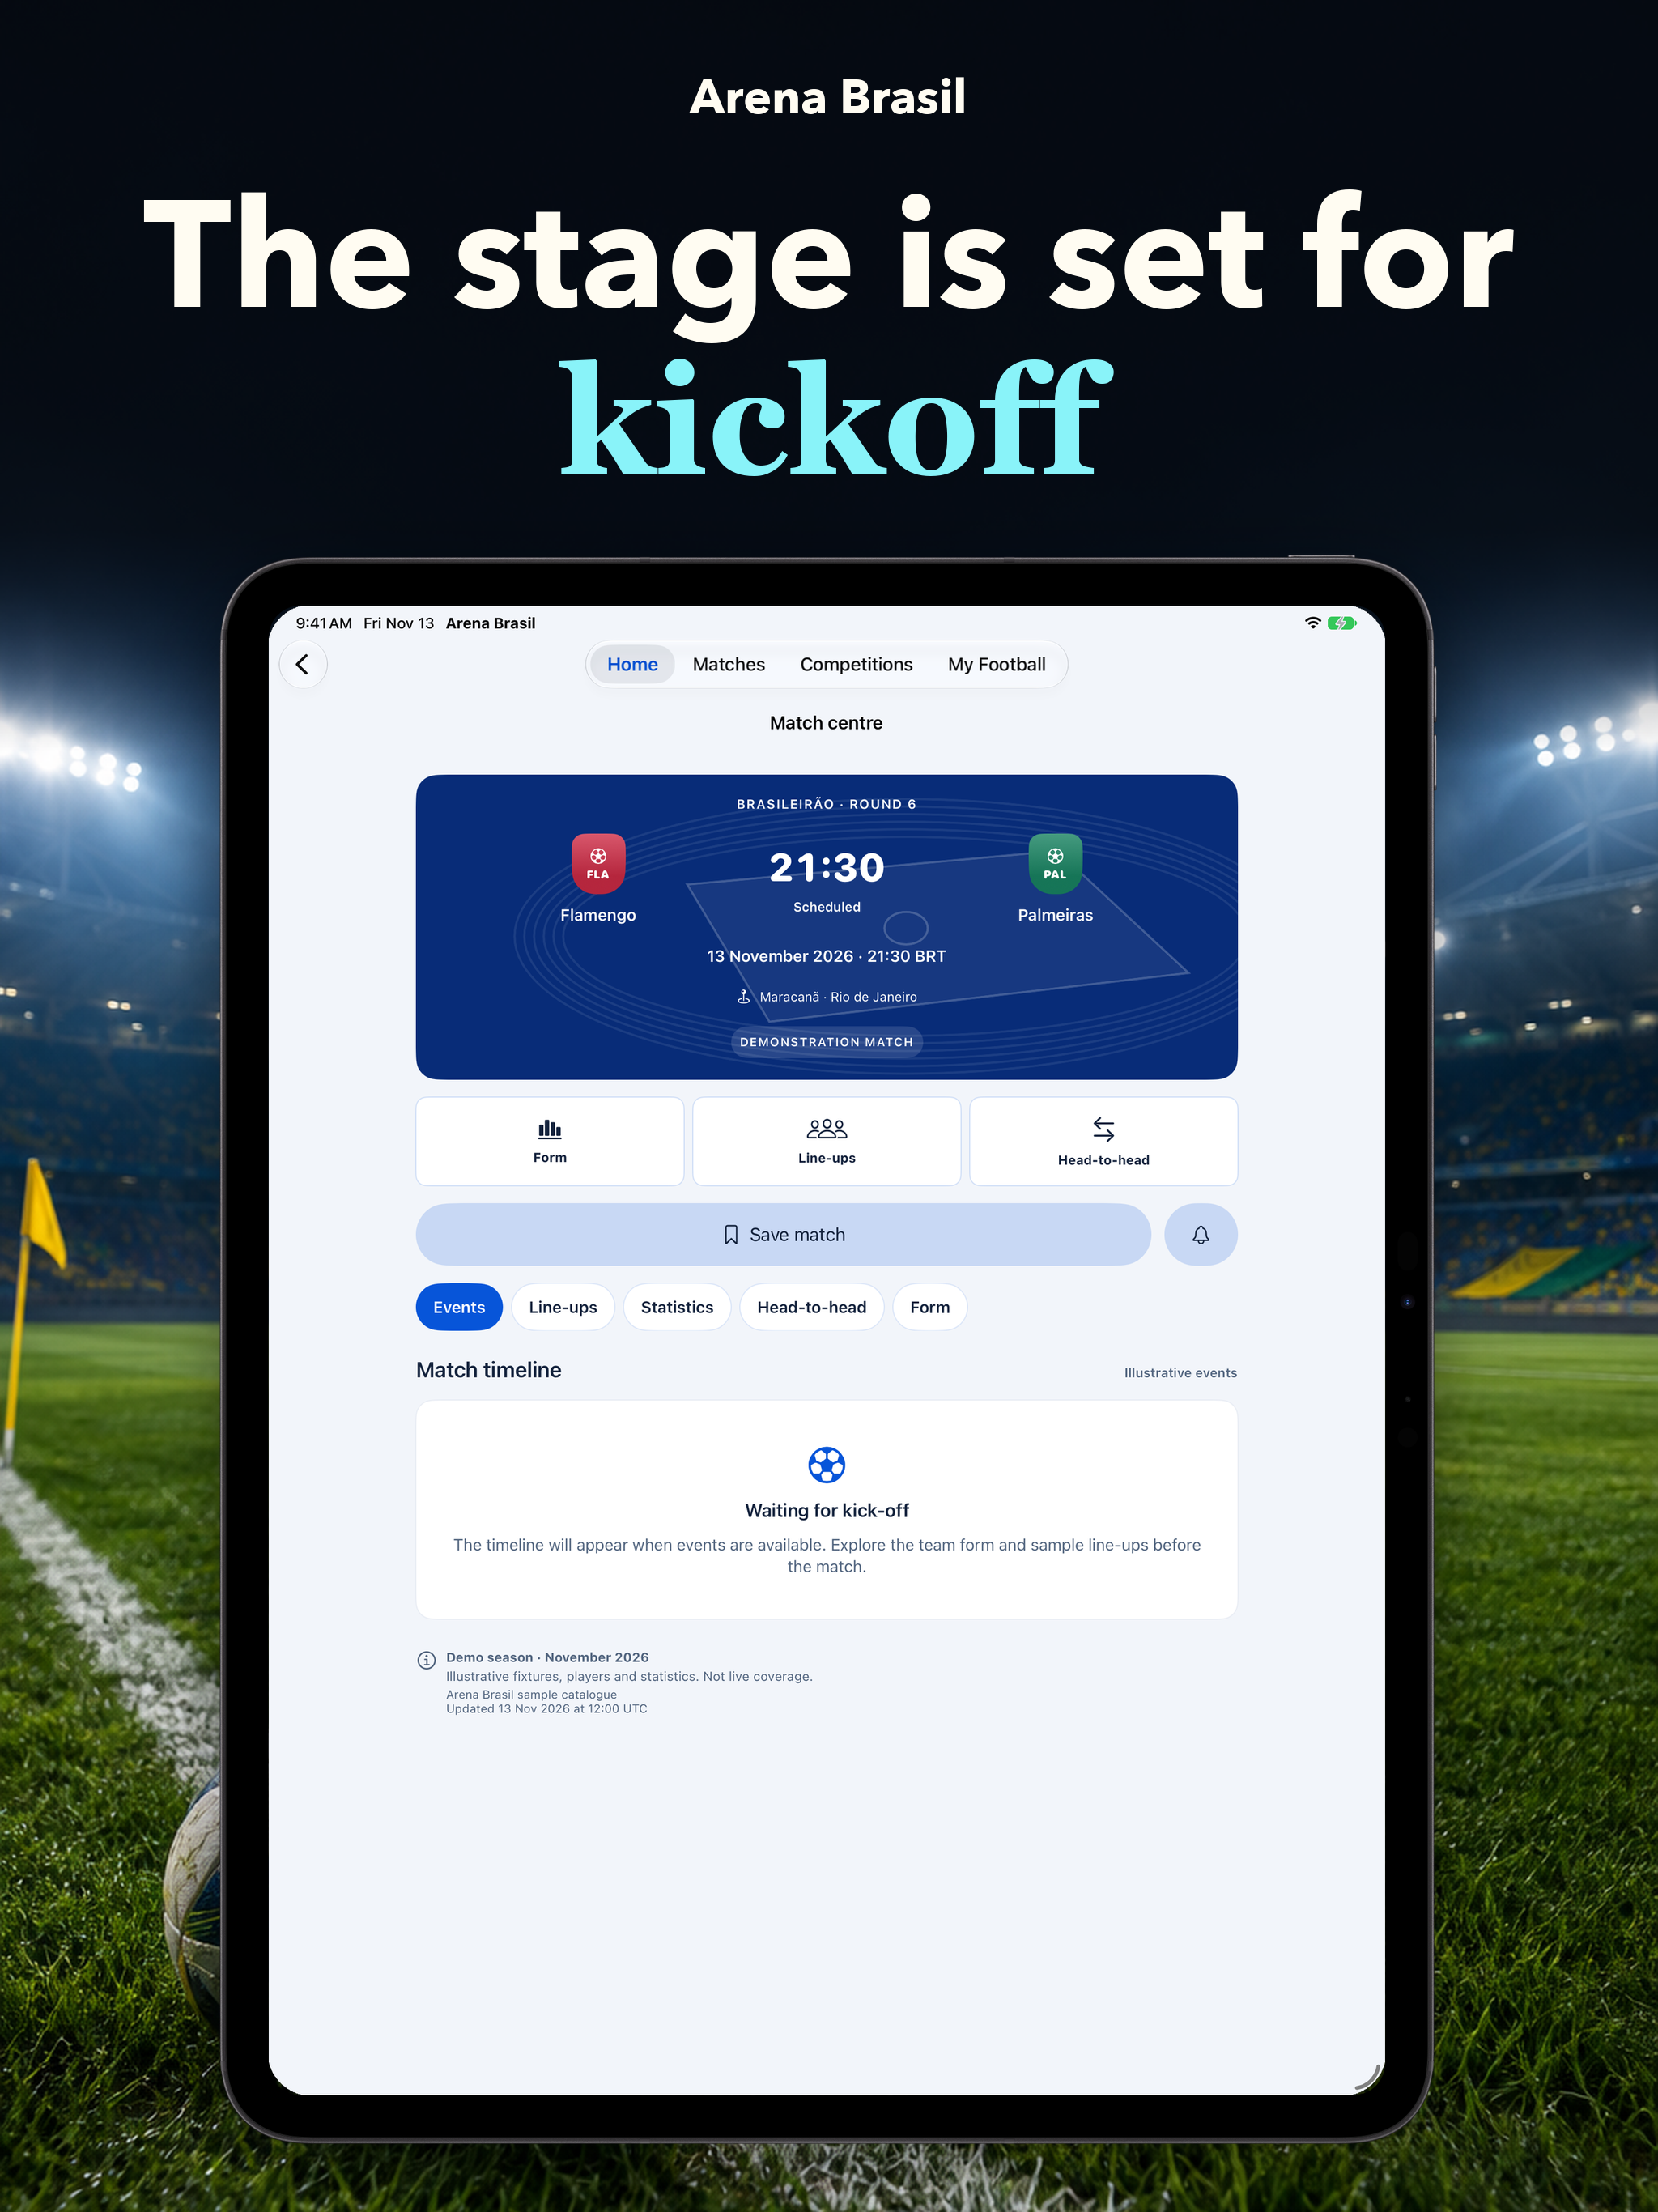 Arena Brasil
The stage is set for
kickoff
9:41 AM Fri Nov 13 Arena Brasil
Home Matches Competitions My Football
Match centre
BRASILEIRÃO · ROUND 6
FLA
Flamengo
21:30
Scheduled
PAL
Palmeiras
13 November 2026 · 21:30 BRT
Maracanã · Rio de Janeiro
DEMONSTRATION MATCH
Form
Line-ups
Head-to-head
Save match
Events Line-ups Statistics Head-to-head Form
Match timeline
Illustrative events
Waiting for kick-off
The timeline will appear when events are available. Explore the team form and sample line-ups before
the match.
Demo season · November 2026
Illustrative fixtures, players and statistics. Not live coverage.
Arena Brasil sample catalogue
Updated 13 Nov 2026 at 12:00 UTC